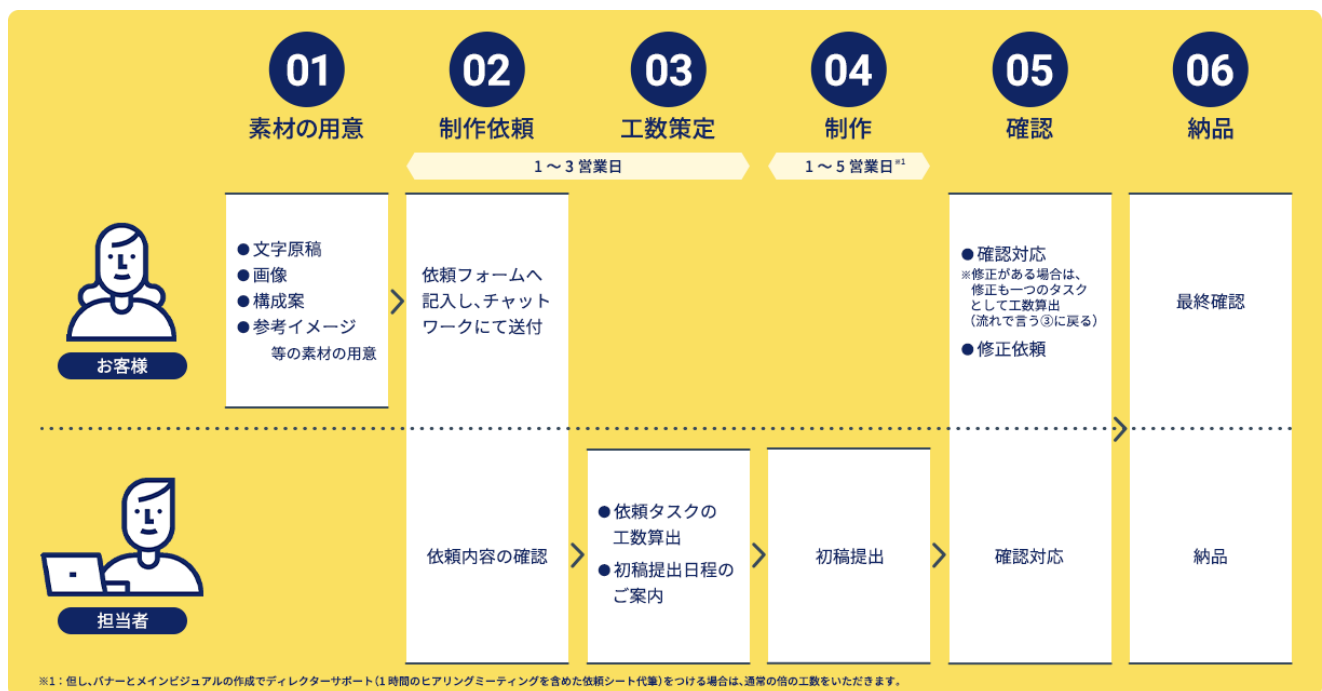 01
素材の用意
02
制作依頼
03
工数策定
04
制作
05
確認
06
納品
1～3営業日
1～5営業日※1
お客様
●文字原稿
●画像
●構成案
●参考イメージ
等の素材の用意
依頼フォームへ
記入し、チャット
ワークにて送付
●確認対応
※修正がある場合は、
修正も一つのタスク
として工数算出
（流れで言う③に戻る）
●修正依頼
最終確認
担当者
依頼内容の確認
●依頼タスクの
工数算出
●初稿提出日程の
ご案内
初稿提出
確認対応
納品
※1：但し、バナーとメインビジュアルの作成でディレクターサポート（1時間のヒアリングミーティングを含めた依頼シート代筆）をつける場合は、通常の倍の工数をいただきます。